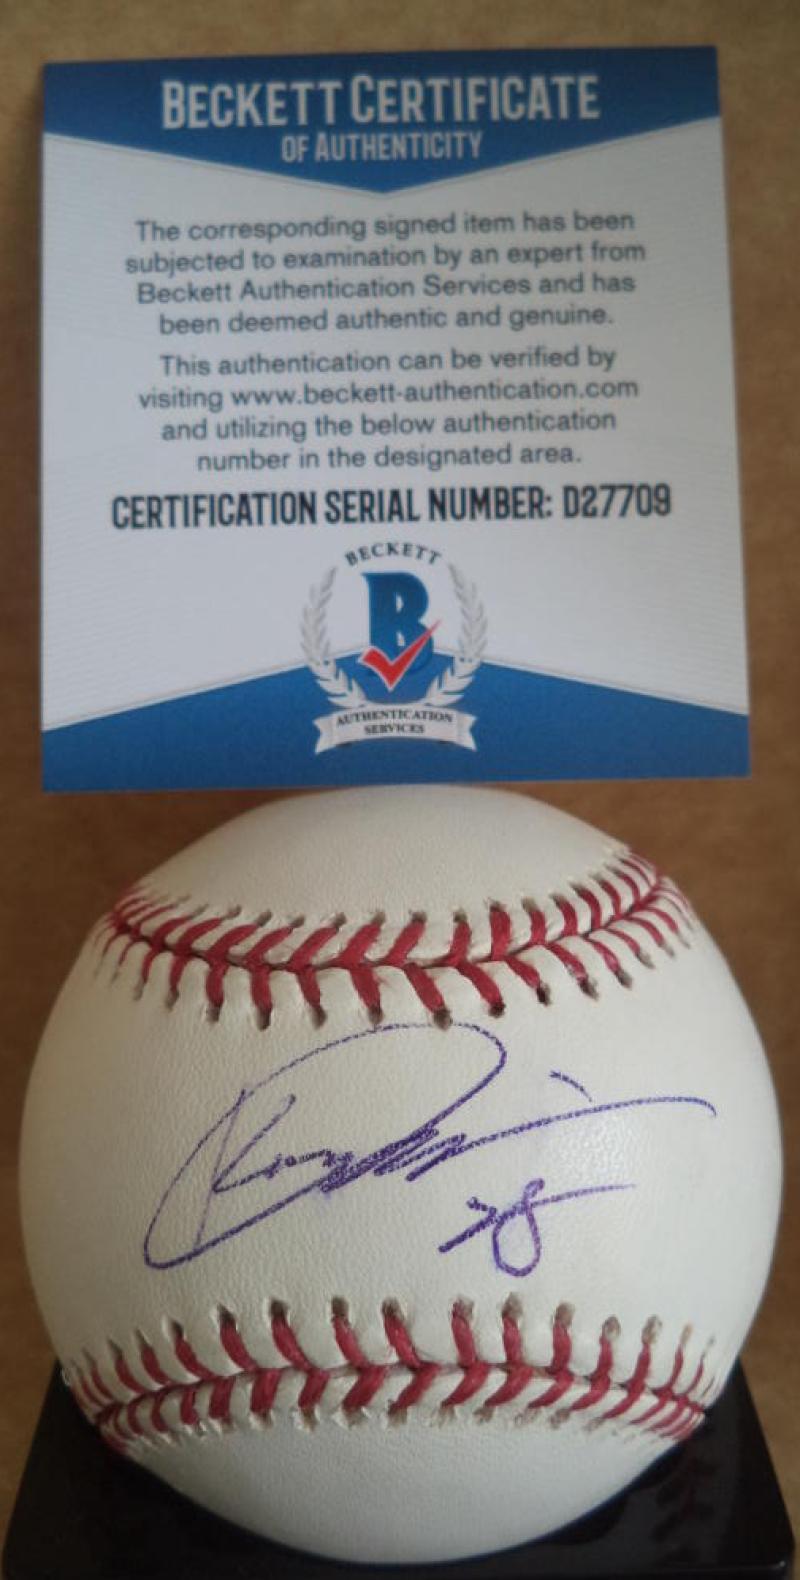 BECKETT CERTIFICATE
OF AUTHENTICITY
The corresponding signed item has been
subjected to examination by an expert from
Beckett Authentication Services and has
been deemed authentic and genuine.
This authentication can be verified by
visiting www.beckett-authentication.com
and utilizing the below authentication
number in the designated area.
CERTIFICATION SERIAL NUMBER: D27709
BECKETT
B
AUTHENTICATION
SERVICES